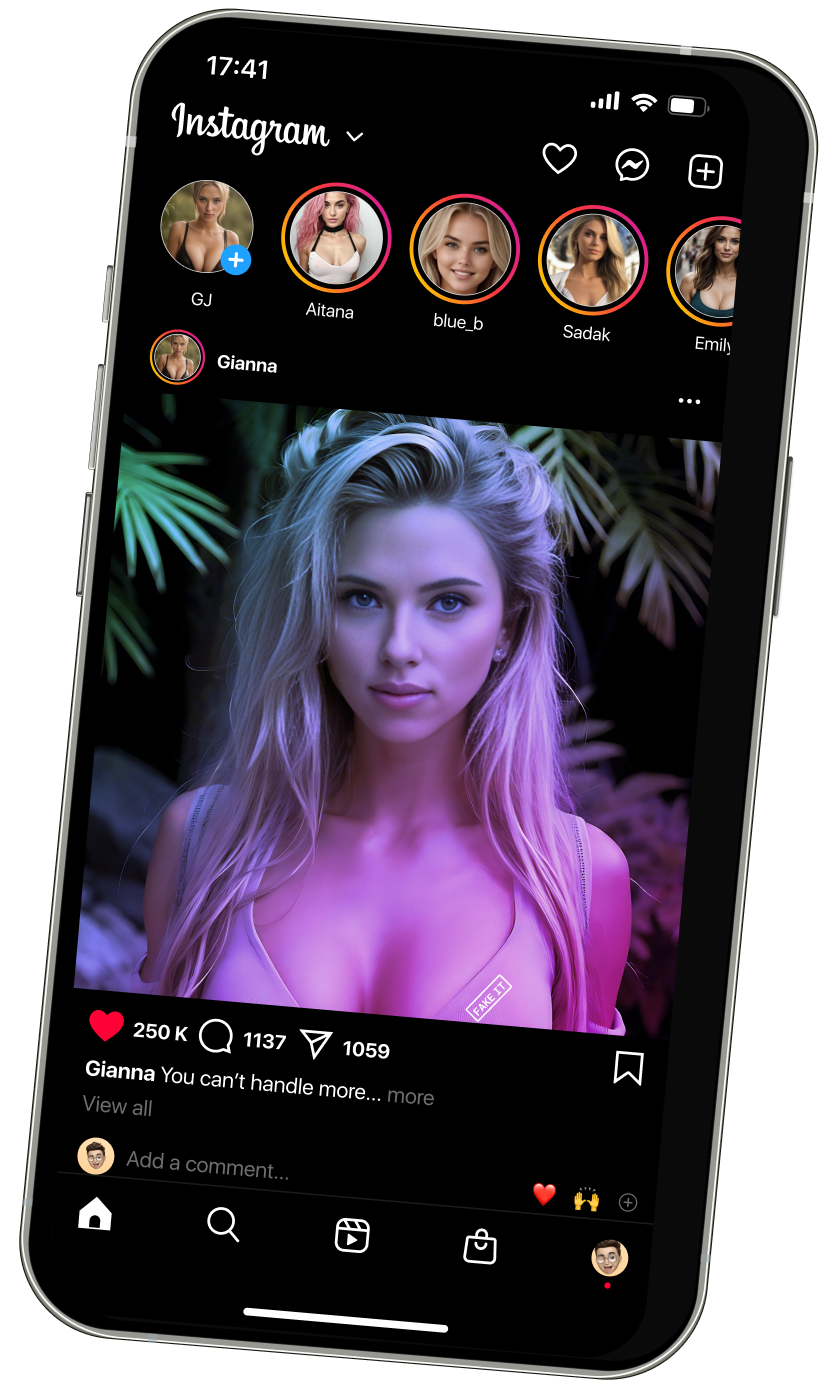 17:41
Instagram
GJ
Aitana
blue_b
Sadak
Emily
Gianna
FAKE IT
250 K 1137 1059
Gianna You can't handle more... more
View all
Add a comment...